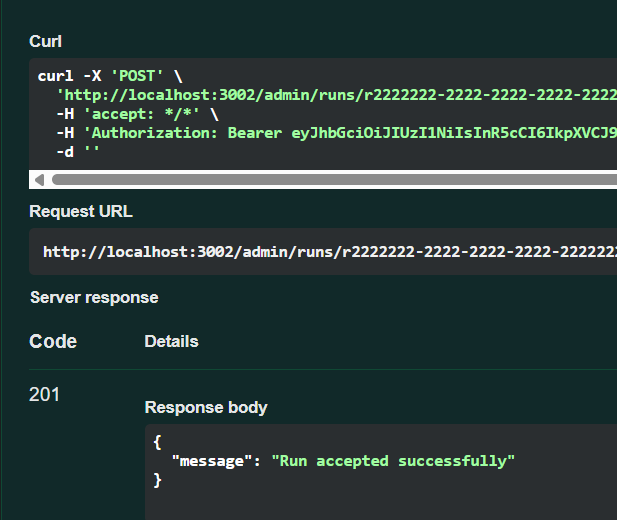 Curl
curl -X 'POST' \
'http://localhost:3002/admin/runs/r2222222-2222-2222-2222-2222
-H 'accept: */*' \
-H 'Authorization: Bearer eyJhbGciOiJIUzI1NiIsInR5cCI6IkpXVCJ9
-d ''
Request URL
http://localhost:3002/admin/runs/r2222222-2222-2222-2222-2222222
Server response
Code Details
201
Response body
{
"message": "Run accepted successfully"
}